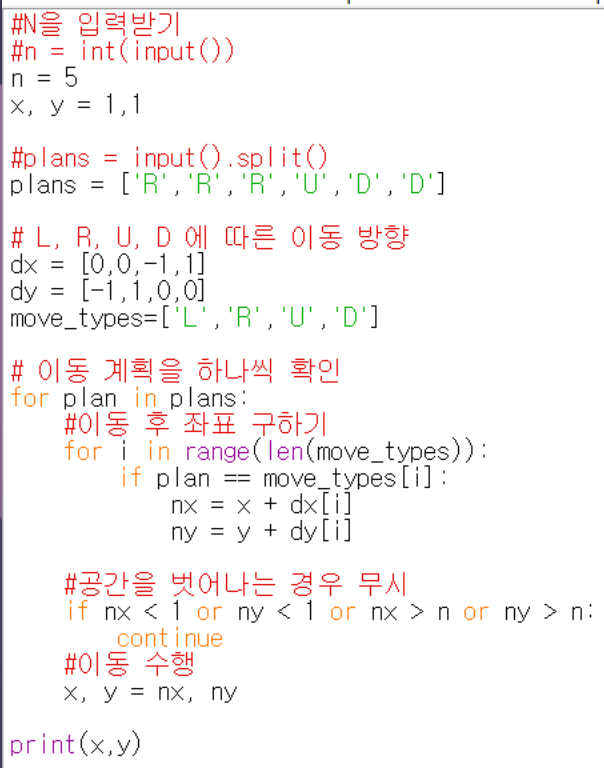 #N을 입력받기
#n = int(input())
n = 5
x, y = 1,1
#plans = input().split()
plans = ['R','R','R','U','D','D']
# L, R, U, D 에 따른 이동 방향
dx = [0,0,-1,1]
dy = [-1,1,0,0]
move_types=['L','R','U','D']
# 이동 계획을 하나씩 확인
for plan in plans:
    #이동 후 좌표 구하기
    for i in range(len(move_types)):
        if plan == move_types[i]:
            nx = x + dx[i]
            ny = y + dy[i]
    #공간을 벗어나는 경우 무시
    if nx < 1 or ny < 1 or nx > n or ny > n:
        continue
    #이동 수행
    x, y = nx, ny
print(x,y)